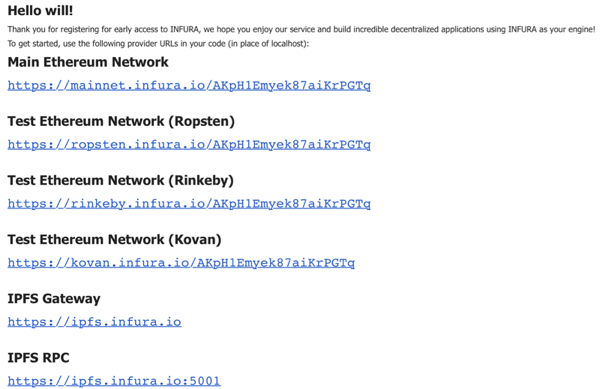 Hello will!
Thank you for registering for early access to INFURA, we hope you enjoy our service and build incredible decentralized applications using INFURA as your engine!
To get started, use the following provider URLs in your code (in place of localhost):
Main Ethereum Network
https://mainnet.infura.io/AKpH1Emyek87aiKrPGTq
Test Ethereum Network (Ropsten)
https://ropsten.infura.io/AKpH1Emyek87aiKrPGTq
Test Ethereum Network (Rinkeby)
https://rinkeby.infura.io/AKpH1Emyek87aiKrPGTq
Test Ethereum Network (Kovan)
https://kovan.infura.io/AKpH1Emyek87aiKrPGTq
IPFS Gateway
https://ipfs.infura.io
IPFS RPC
https://ipfs.infura.io:5001